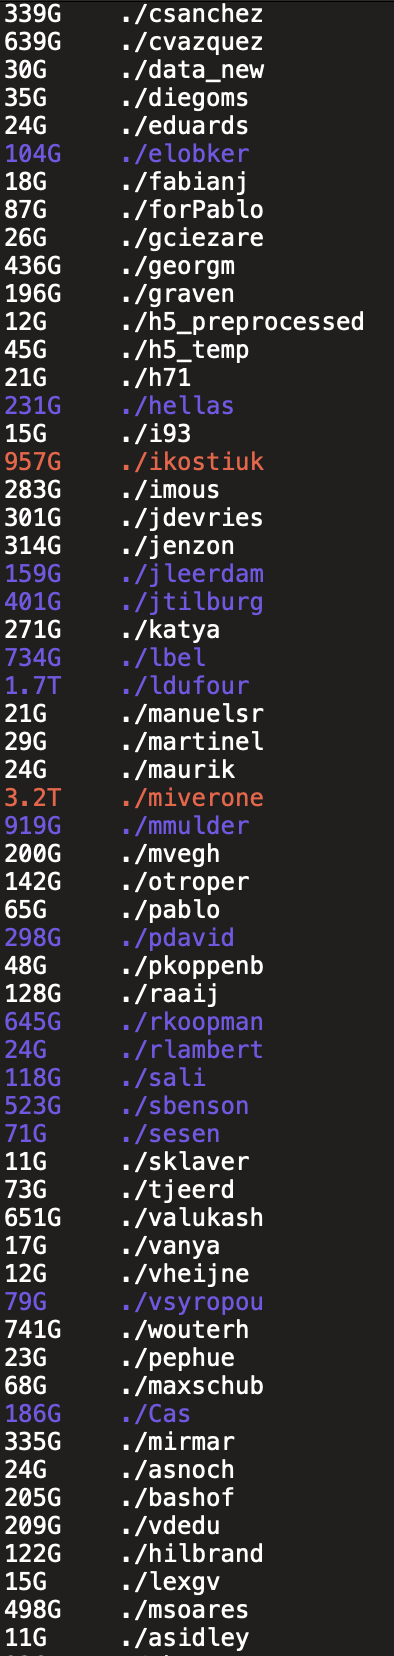 339G ./csanchez
639G ./cvazquez
30G ./data_new
35G ./diegoms
24G ./eduards
104G ./elobker
18G ./fabianj
87G ./forPablo
26G ./gciezare
436G ./georgm
196G ./graven
12G ./h5_preprocessed
45G ./h5_temp
21G ./h71
231G ./hellas
15G ./i93
957G ./ikostiuk
283G ./imous
301G ./jdevries
314G ./jenzon
159G ./jleerdam
401G ./jtilburg
271G ./katya
734G ./lbel
1.7T ./ldufour
21G ./manuelsr
29G ./martinel
24G ./maurik
3.2T ./miverone
919G ./mmulder
200G ./mvegh
142G ./otroper
65G ./pablo
298G ./pdavid
48G ./pkoppenb
128G ./raaij
645G ./rkoopman
24G ./rlambert
118G ./sali
523G ./sbenson
71G ./sesen
11G ./sklaver
73G ./tjeerd
651G ./valukash
17G ./vanya
12G ./vheijne
79G ./vsyropou
741G ./wouterh
23G ./pephue
68G ./maxschub
186G ./Cas
335G ./mirmar
24G ./asnoch
205G ./bashof
209G ./vdedu
122G ./hilbrand
15G ./lexgv
498G ./msoares
11G ./asidley